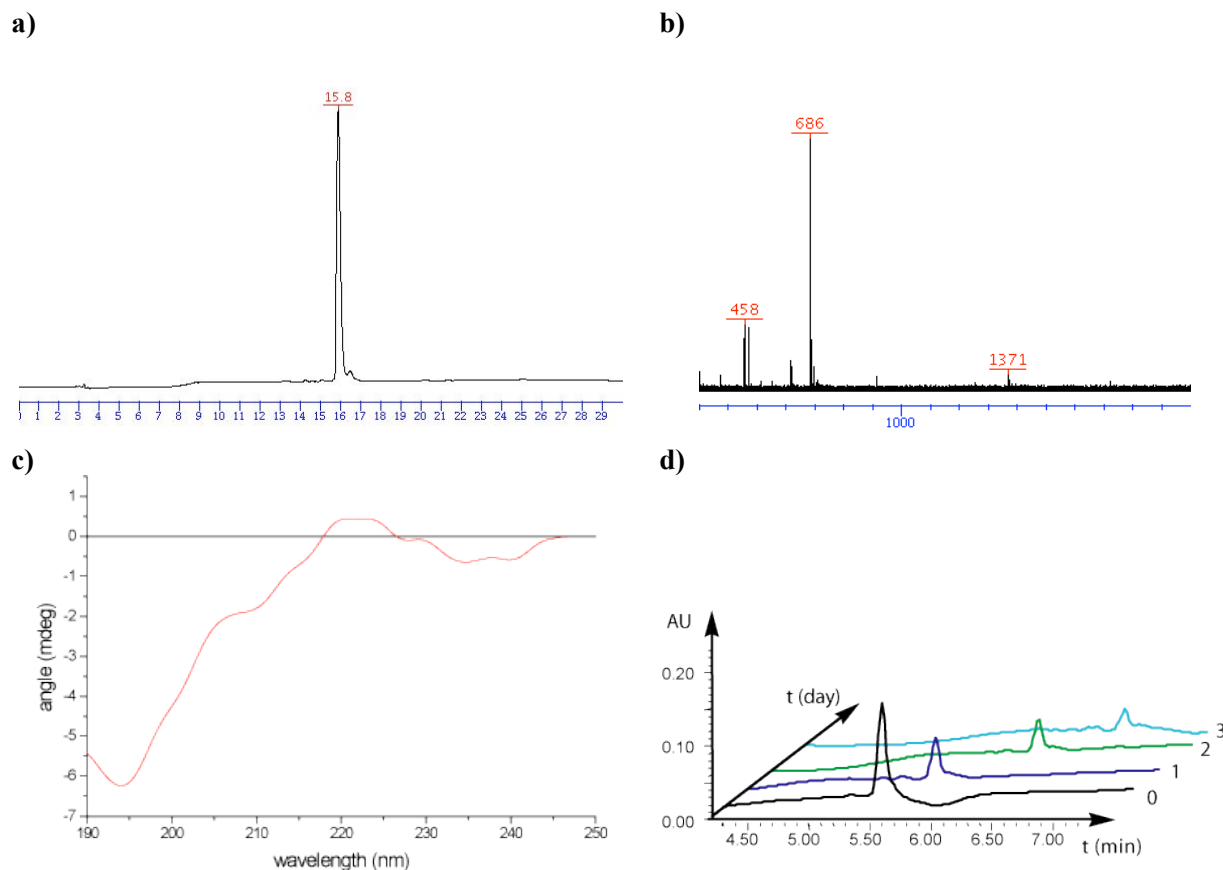 a)
15.8
1 1 2 3 4 5 6 7 8 9 10 11 12 13 14 15 16 17 18 19 20 21 22 23 24 25 26 27 28 29
b)
686
458
1371
1000
c)
1
0
-1
-2
-3
-4
-5
-6
-7
angle (mdeg)
190 200 210 220 230 240 250
wavelength (nm)
d)
AU
0.20
0.10
0.00
t (day)
3
2
1
0
4.50 5.00 5.50 6.00 6.50 7.00
t (min)